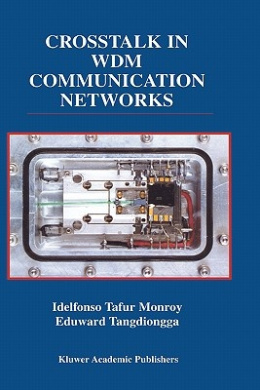 CROSSTALK IN
WDM
COMMUNICATION
NETWORKS
Idelfonso Tafur Monroy
Eduward Tangdiongga
Kluwer Academic Publishers